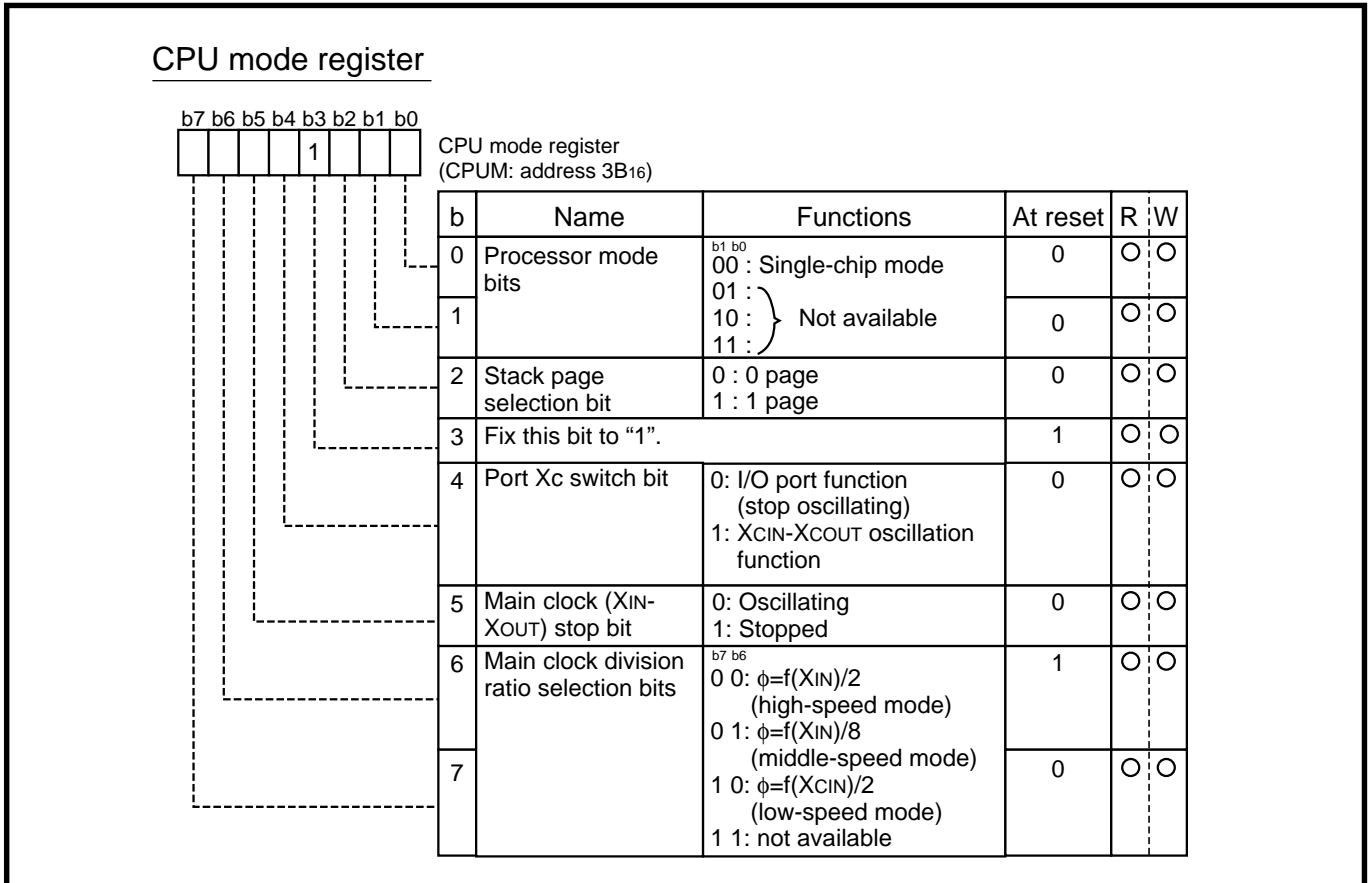 CPU mode register
b7 b6 b5 b4 b3 b2 b1 b0
1
CPU mode register
(CPUM: address 3B16)
b Name Functions At reset R W
0 Processor mode bits
b1 b0
00 : Single-chip mode
01 :
10 : Not available
11 :
0
1 0
2 Stack page selection bit
0 : 0 page
1 : 1 page
0
3 Fix this bit to “1”. 1
4 Port Xc switch bit
0: I/O port function
(stop oscillating)
1: XCIN-XCOUT oscillation
function
0
5 Main clock (XIN-
XOUT) stop bit
0: Oscillating
1: Stopped
0
6 Main clock division
ratio selection bits
b7 b6
0 0: ϕ=f(XIN)/2
(high-speed mode)
0 1: ϕ=f(XIN)/8
(middle-speed mode)
1
7
1 0: ϕ=f(XCIN)/2
(low-speed mode)
1 1: not available
0